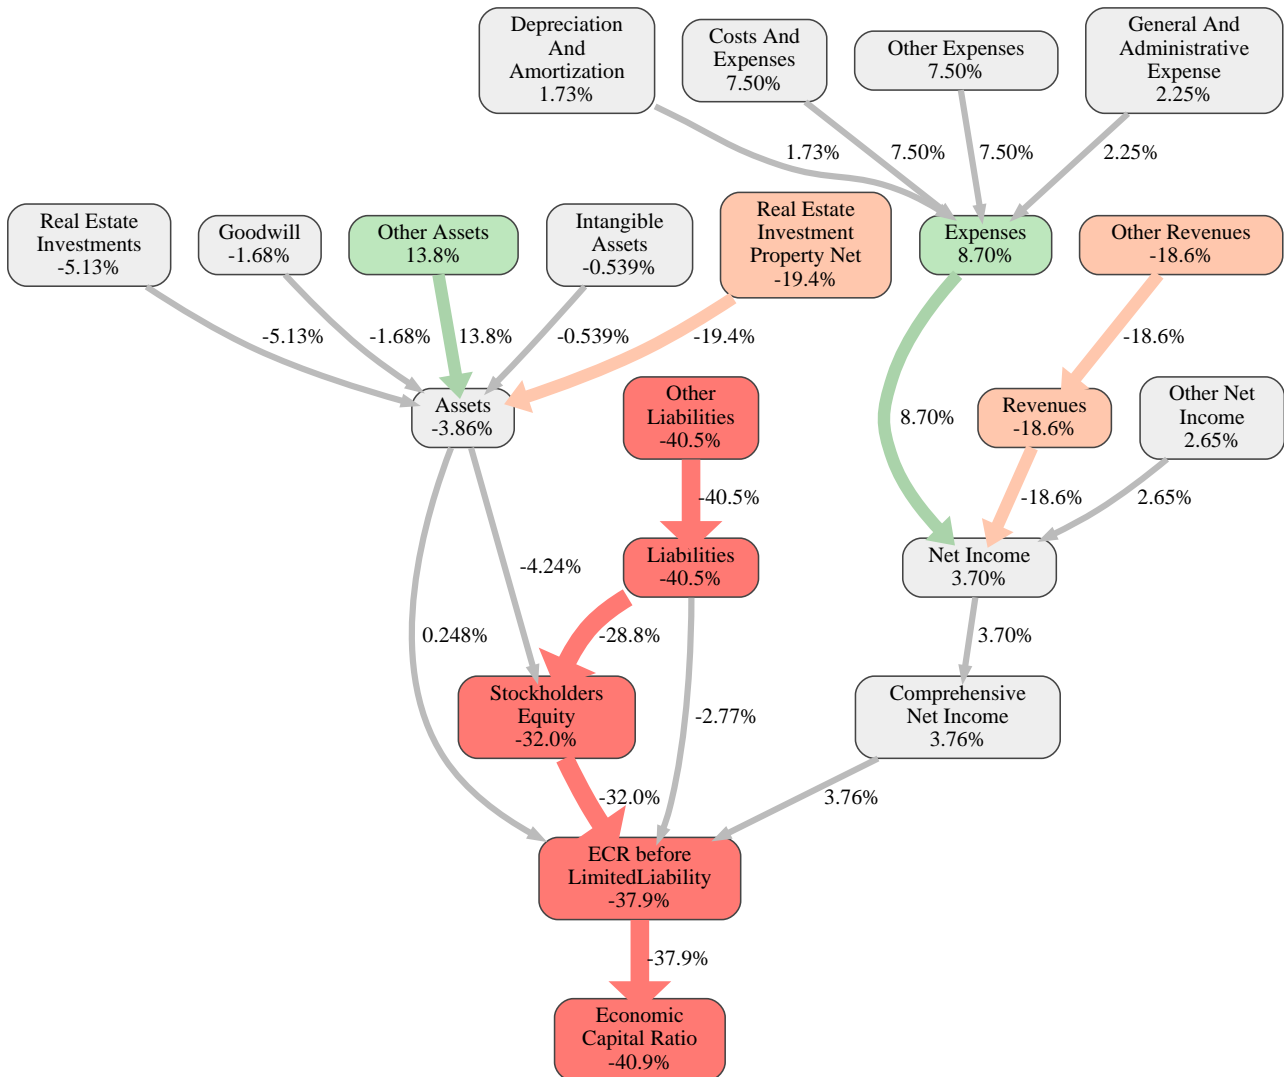 Depreciation
And
Amortization
1.73%
Costs And
Expenses
7.50%
Other Expenses
7.50%
General And
Administrative
Expense
2.25%
1.73%
7.50%
7.50%
2.25%
Real Estate
Investments
-5.13%
Goodwill
-1.68%
Other Assets
13.8%
Intangible
Assets
-0.539%
Real Estate
Investment
Property Net
-19.4%
Expenses
8.70%
Other Revenues
-18.6%
-5.13%
-1.68%
13.8%
-0.539%
-19.4%
-18.6%
Assets
-3.86%
Other
Liabilities
-40.5%
8.70%
Revenues
-18.6%
Other Net
Income
2.65%
-40.5%
-18.6%
2.65%
-4.24%
Liabilities
-40.5%
Net Income
3.70%
0.248%
-28.8%
3.70%
Stockholders
Equity
-32.0%
-2.77%
Comprehensive
Net Income
3.76%
-32.0%
3.76%
ECR before
LimitedLiability
-37.9%
-37.9%
Economic
Capital Ratio
-40.9%